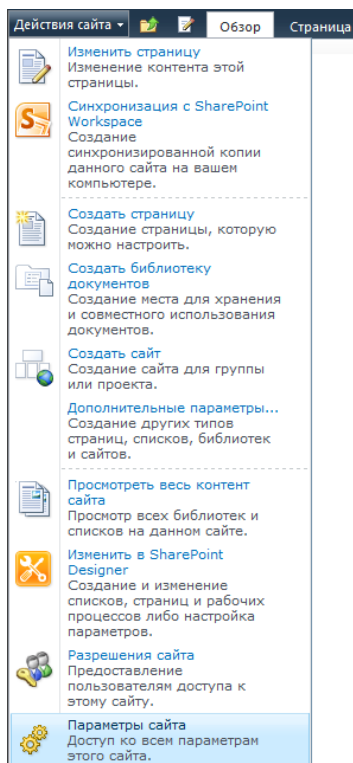 Действия сайта Обзор Страница
Изменить страницу
Изменение контента этой
страницы.
Синхронизация с SharePoint
Workspace
Создание
синхронизированной копии
данного сайта на вашем
компьютере.
Создать страницу
Создание страницы, которую
можно настроить.
Создать библиотеку
документов
Создание места для хранения
и совместного использования
документов.
Создать сайт
Создание сайта для группы
или проекта.
Дополнительные параметры...
Создание других типов
страниц, списков, библиотек
и сайтов.
Просмотреть весь контент
сайта
Просмотр всех библиотек и
списков на данном сайте.
Изменить в SharePoint
Designer
Создание и изменение
списков, страниц и рабочих
процессов либо настройка
параметров.
Разрешения сайта
Предоставление
пользователям доступа к
этому сайту.
Параметры сайта
Доступ ко всем параметрам
этого сайта.